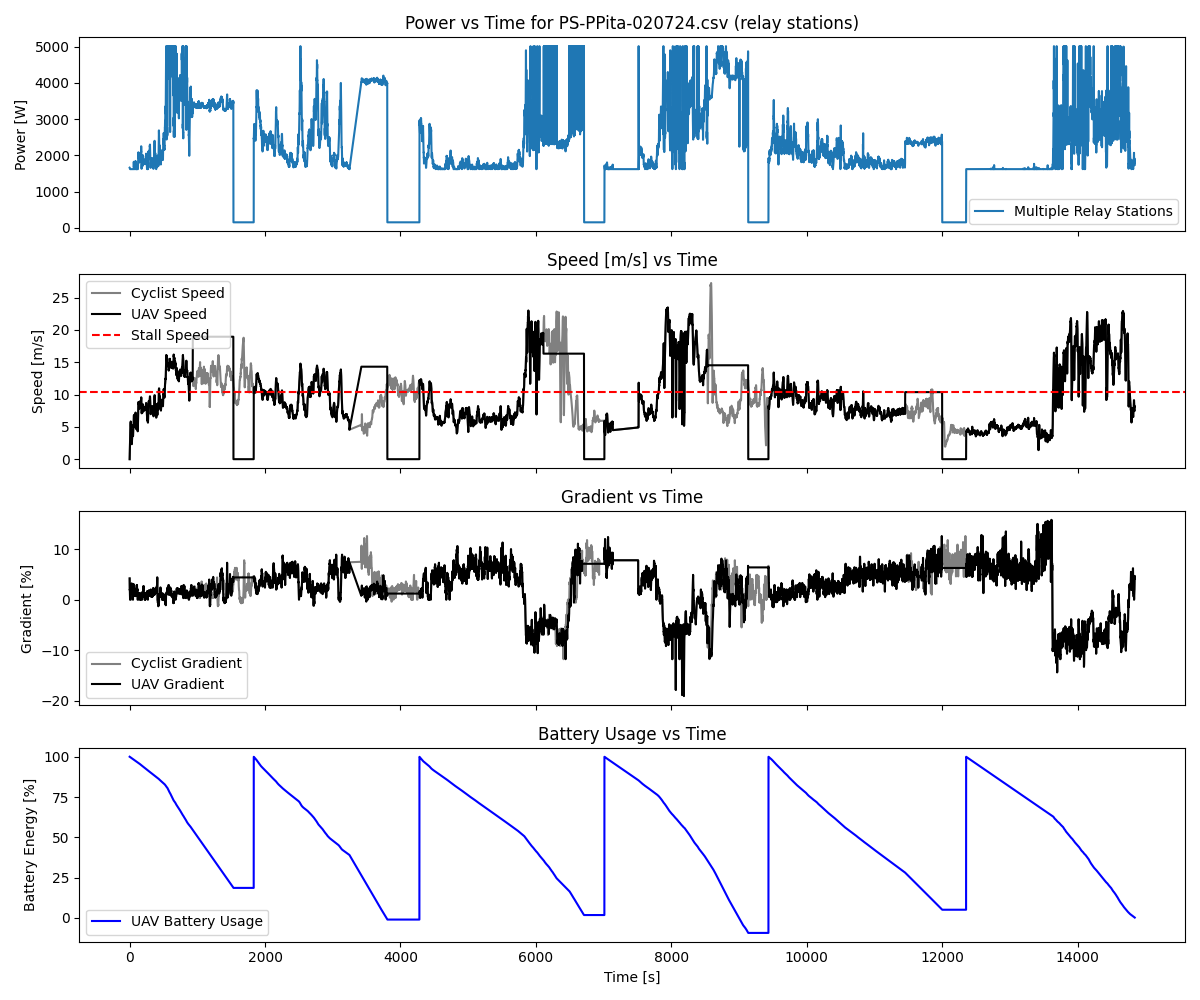 Power vs Time for PS-PPita-020724.csv (relay stations)
Power [W]
5000
4000
3000
2000
1000
0
Multiple Relay Stations
Speed [m/s] vs Time
Speed [m/s]
25
20
15
10
5
0
Cyclist Speed
UAV Speed
Stall Speed
Gradient vs Time
Gradient [%]
10
0
−10
−20
Cyclist Gradient
UAV Gradient
Battery Usage vs Time
Battery Energy [%]
100
75
50
25
0
UAV Battery Usage
0 2000 4000 6000 8000 10000 12000 14000
Time [s]